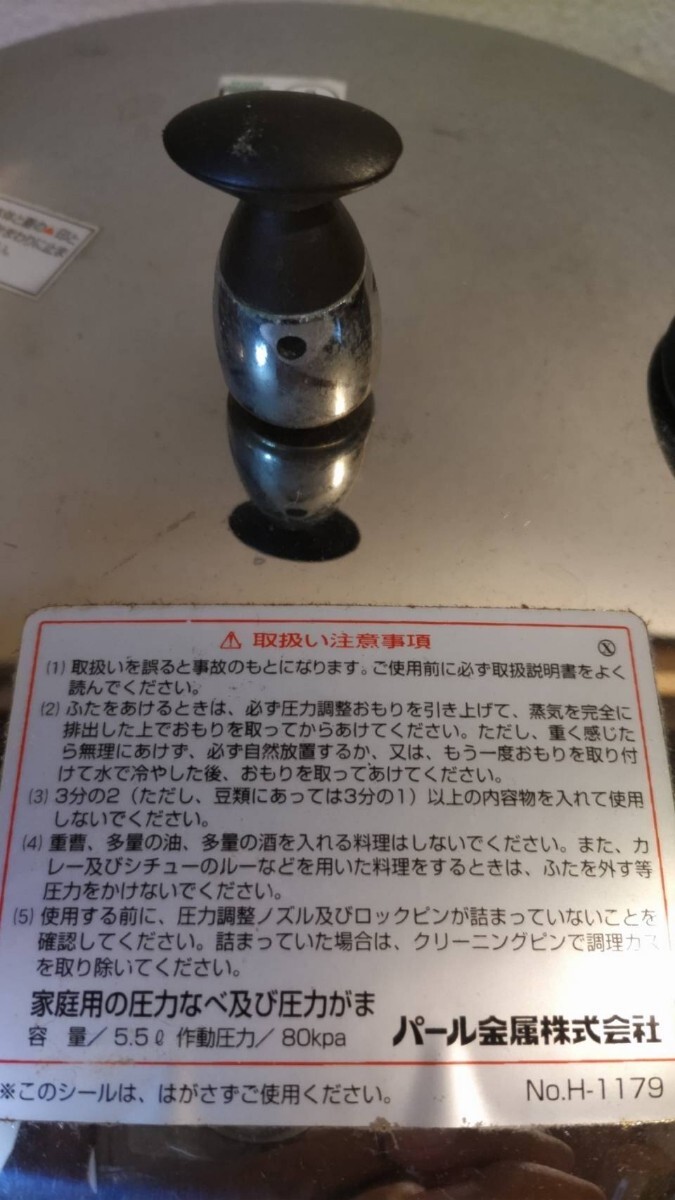 ⚠ 取扱い注意事項
Ⓧ
(1) 取扱いを誤ると事故のもとになります。ご使用前に必ず取扱説明書をよく
読んでください。
(2) ふたをあけるときは、必ず圧力調整おもりを引き上げて、蒸気を完全に
排出した上でおもりを取ってからあけてください。ただし、重く感じた
ら無理にあけず、必ず自然放置するか、又は、もう一度おもりを取り付
けて水で冷やした後、おもりを取ってあけてください。
(3) 3分の2（ただし、豆類にあっては3分の1）以上の内容物を入れて使用
しないでください。
(4) 重曹、多量の油、多量の酒を入れる料理はしないでください。また、カ
レー及びシチューのルーなどを用いた料理をするときは、ふたを外す等
圧力をかけないでください。
(5) 使用する前に、圧力調整ノズル及びロックピンが詰まっていないことを
確認してください。詰まっていた場合は、クリーニングピンで調理カス
を取り除いてください。
家庭用の圧力なべ及び圧力がま
容 量／5.5ℓ 作動圧力／80kpa
パール金属株式会社
※このシールは、はがさずご使用ください。
No.H-1179